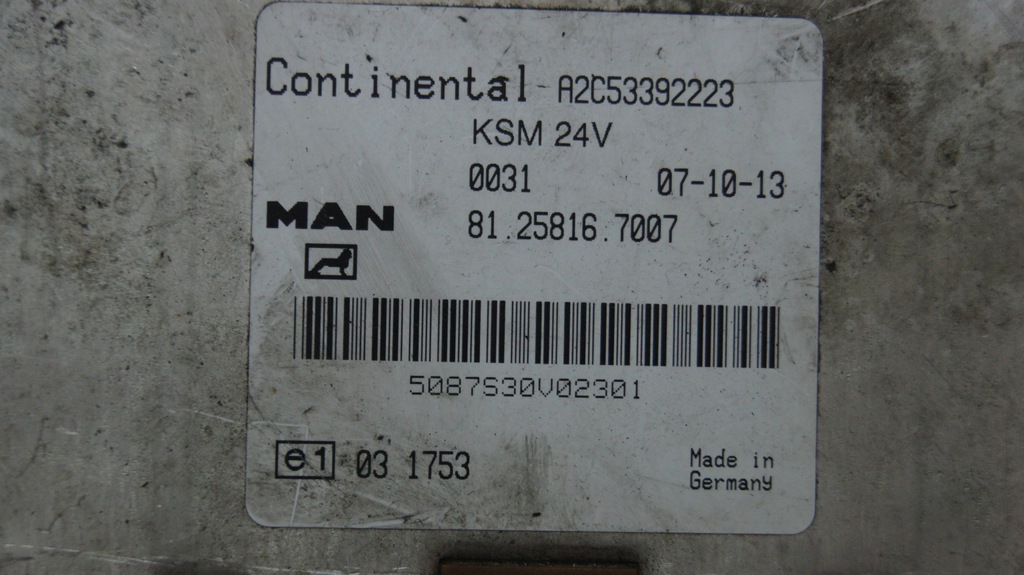 Continental A2C53392223
KSM 24V
0031 07-10-13
MAN 81.25816.7007
5087S30V02301
e1 03 1753
Made in
Germany